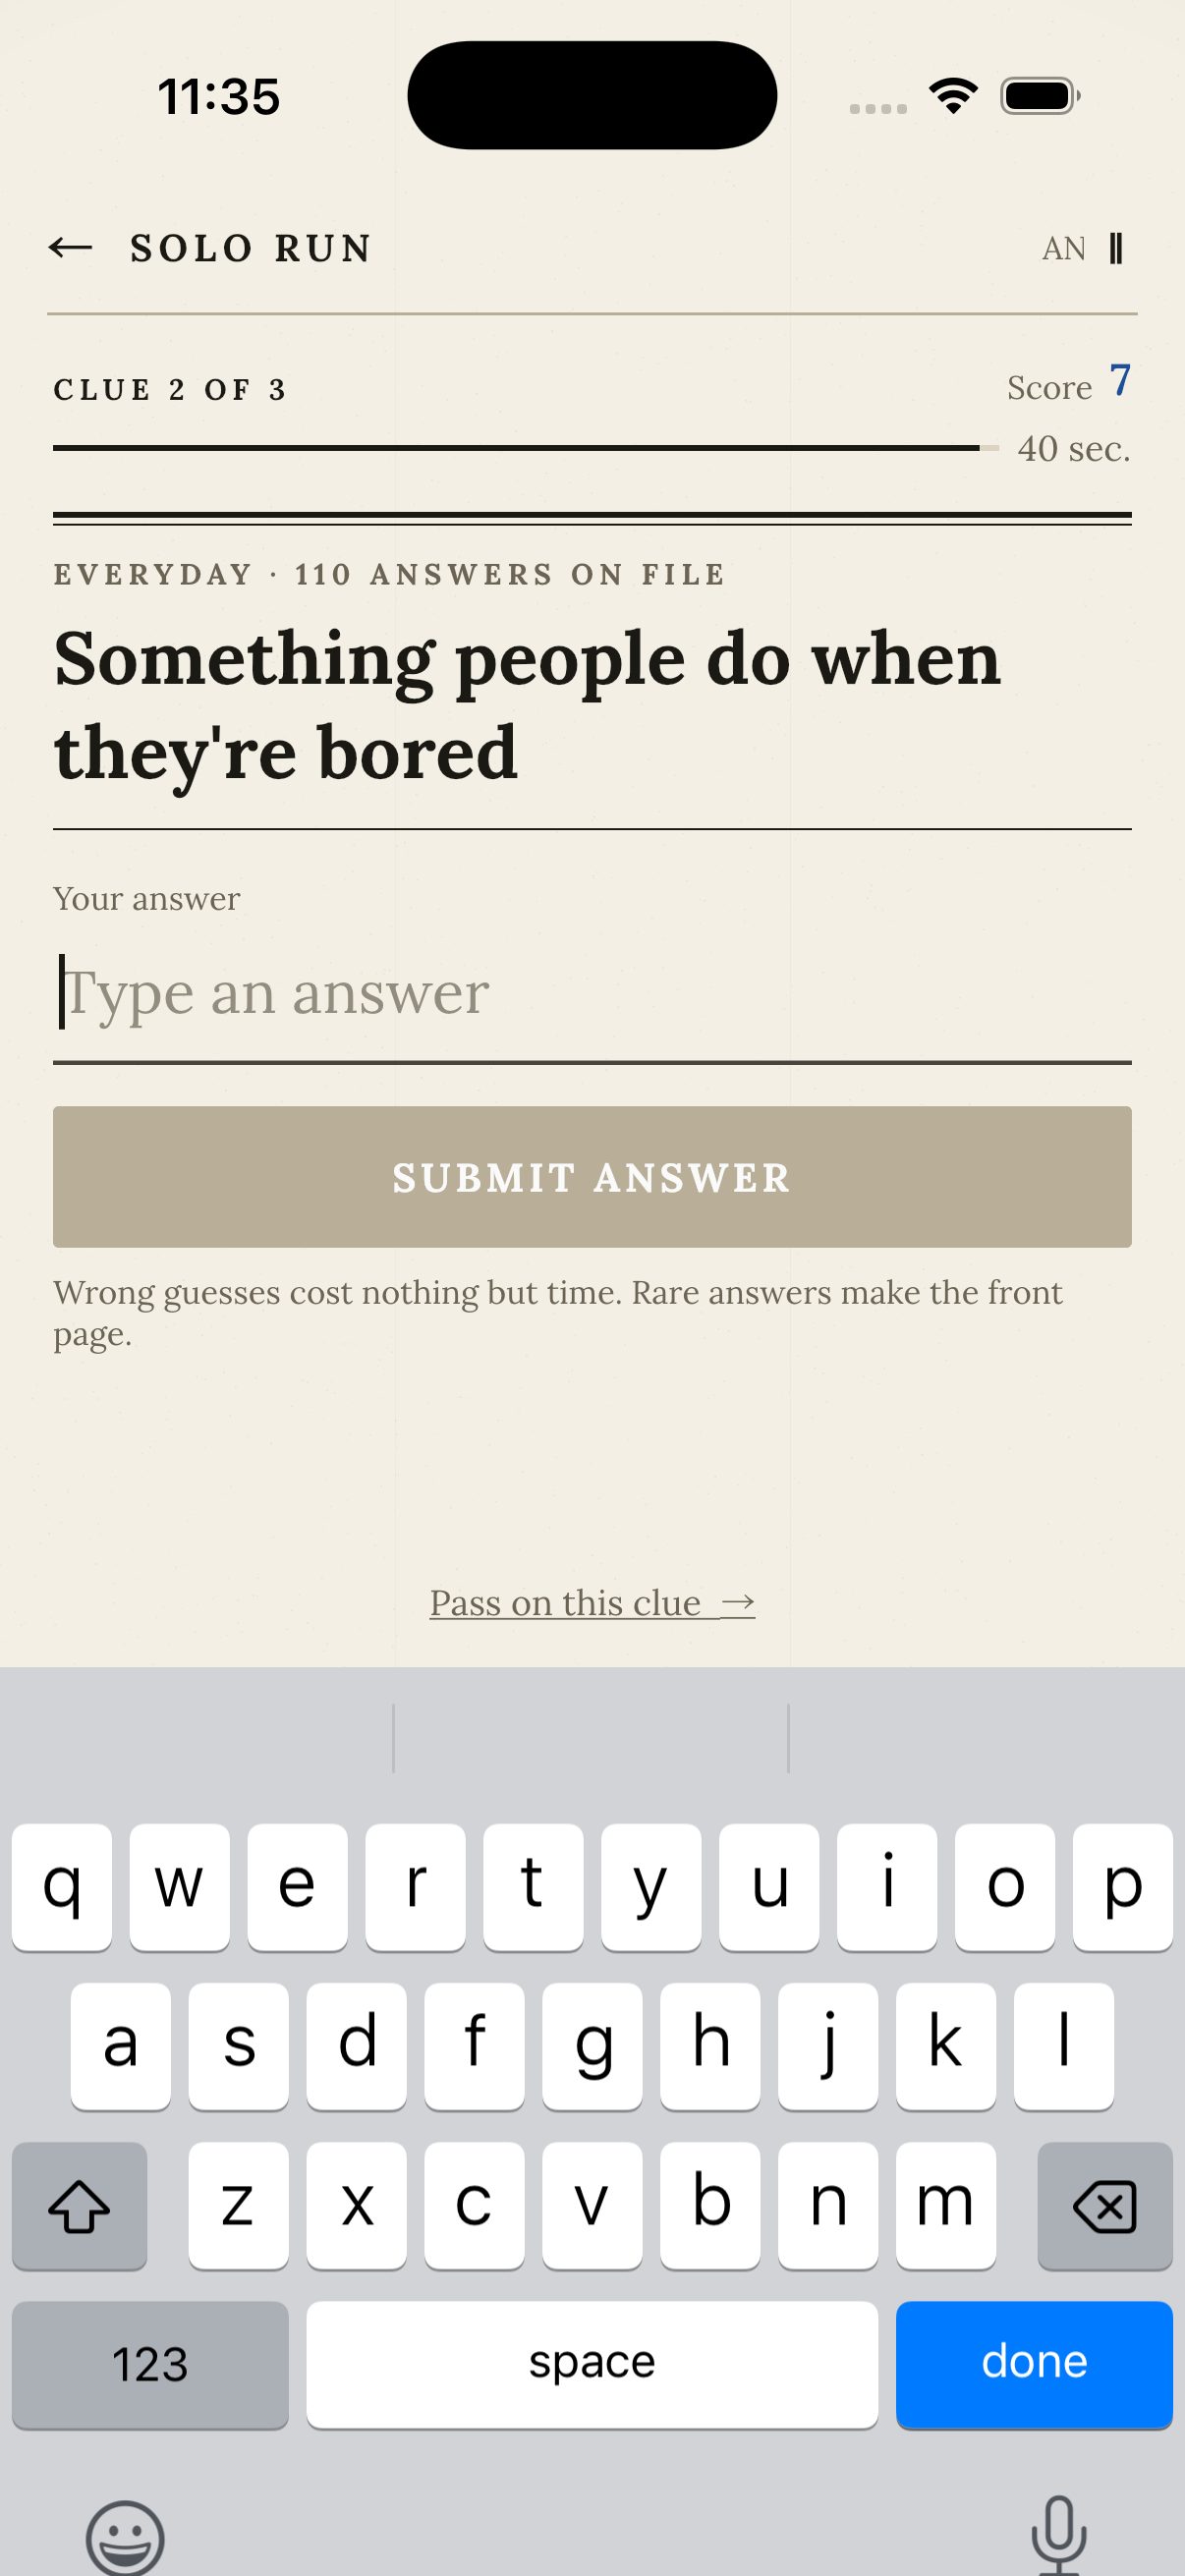 11:35
← SOLO RUN
AN
CLUE 2 OF 3
Score 7
40 sec.
EVERYDAY · 110 ANSWERS ON FILE
Something people do when
they're bored
Your answer
Type an answer
SUBMIT ANSWER
Wrong guesses cost nothing but time. Rare answers make the front
page.
Pass on this clue →
q w e r t y u i o p
a s d f g h j k l
z x c v b n m
123 space done